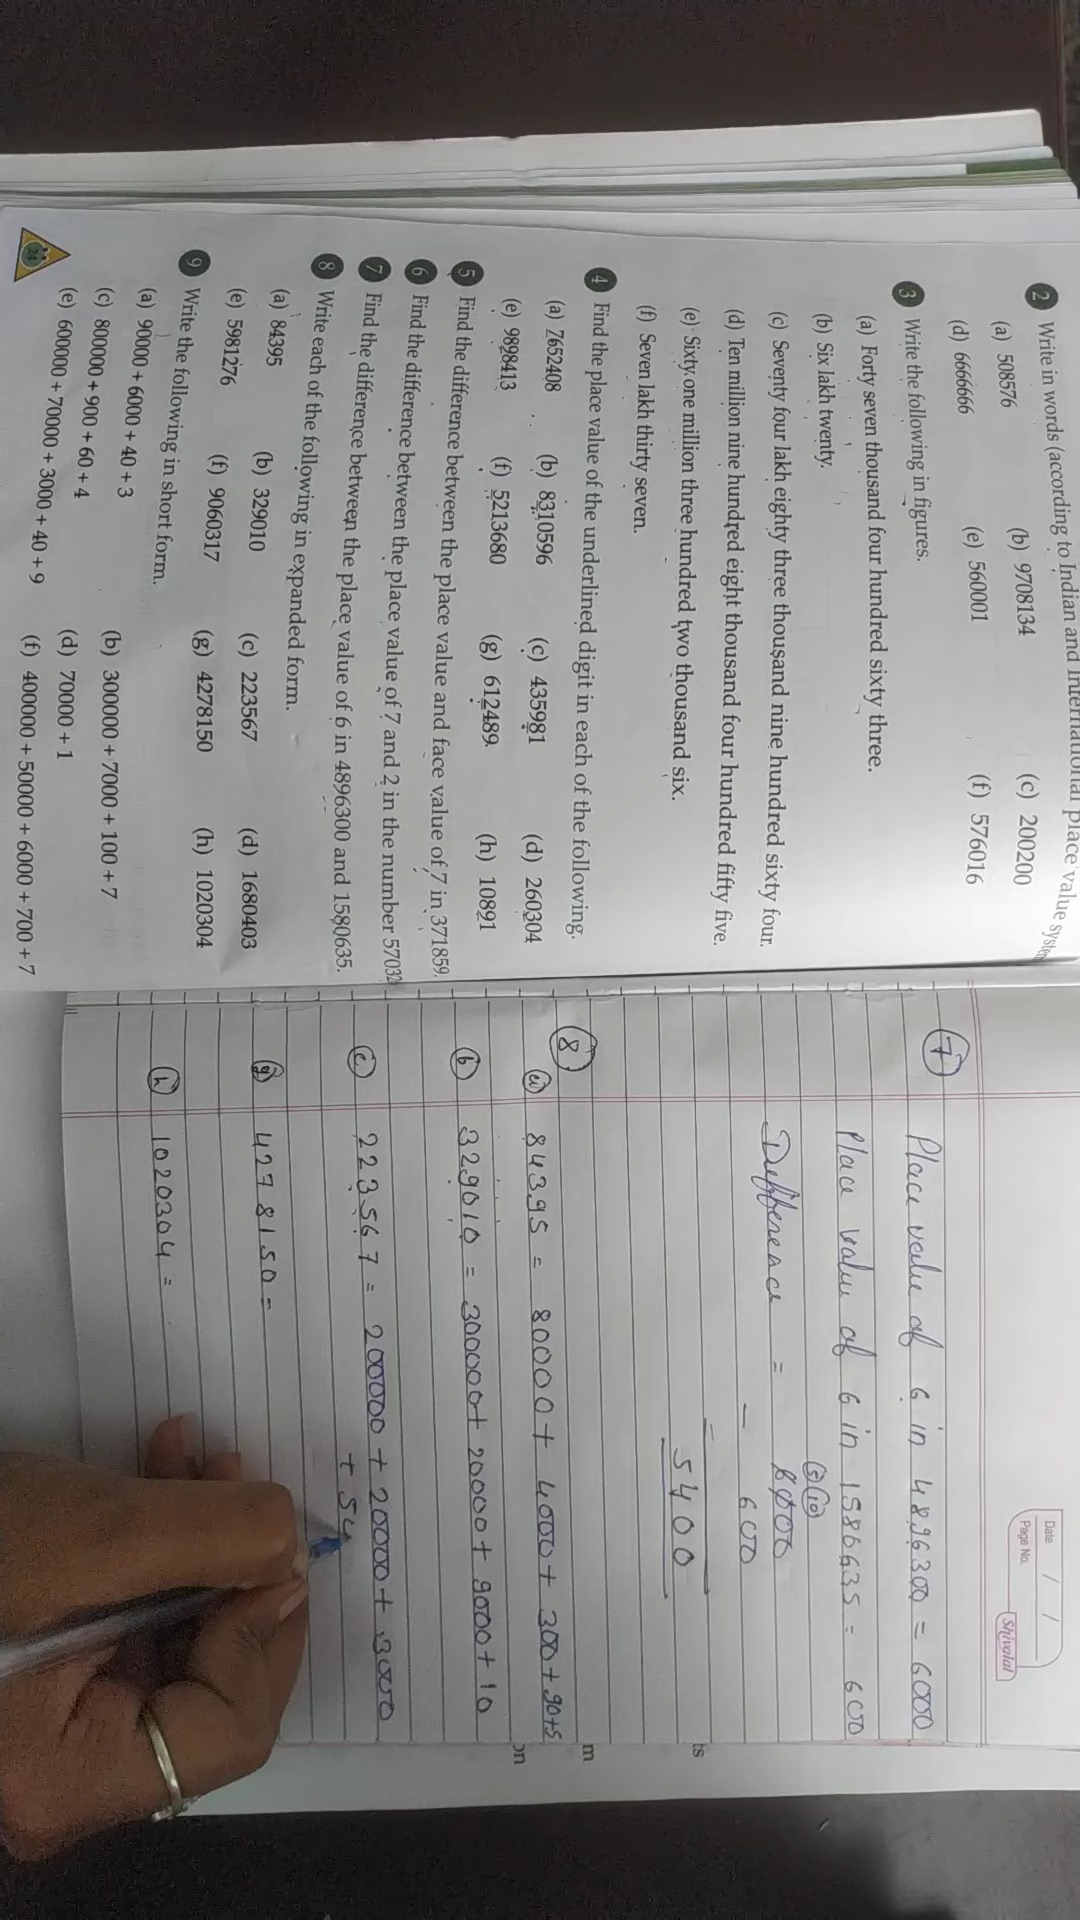 2 Write in words (according to Indian and International place value system
(a) 508576 (b) 9708134 (c) 200200
(d) 6666666 (e) 560001 (f) 576016
3 Write the following in figures.
(a) Forty seven thousand four hundred sixty three.
(b) Six lakh twenty.
(c) Seventy four lakh eighty three thousand nine hundred sixty four.
(d) Ten million nine hundred eight thousand four hundred fifty five.
(e) Sixty one million three hundred two thousand six.
(f) Seven lakh thirty seven.
4 Find the place value of the underlined digit in each of the following.
(a) 7652408 (b) 8310596 (c) 435981 (d) 260304
(e) 9898413 (f) 5213680 (g) 612489. (h) 10891
5 Find the difference between the place value and face value of 7 in 371859.
6 Find the difference between the place value of 7 and 2 in the number 57032
7 Find the difference between the place value of 6 in 4896300 and 1580635.
8 Write each of the following in expanded form.
(a) 84395 (b) 329010 (c) 223567 (d) 1680403
(e) 5981276 (f) 9060317 (g) 4278150 (h) 1020304
9 Write the following in short form.
(a) 90000 + 6000 + 40 + 3 (b) 300000 + 7000 + 100 + 7
(c) 800000 + 900 + 60 + 4 (d) 70000 + 1
(e) 600000 + 70000 + 3000 + 40 + 9 (f) 400000 + 50000 + 6000 + 700 + 7
24
Date / /
Page No.
Shivalal
7 Place value of 6 in 4896300 = 6000
Place value of 6 in 1580635 = 600
5 10
Difference = 6000
- 600
5400
8
a 84395 = 80000 + 4000 + 300 + 90+5
b 329010 = 300000 + 20000 + 9000 + 10
c 223567 = 200000 + 20000 + 3000
+ 5
g 4278150 =
h 1020304 =
ts
m
on